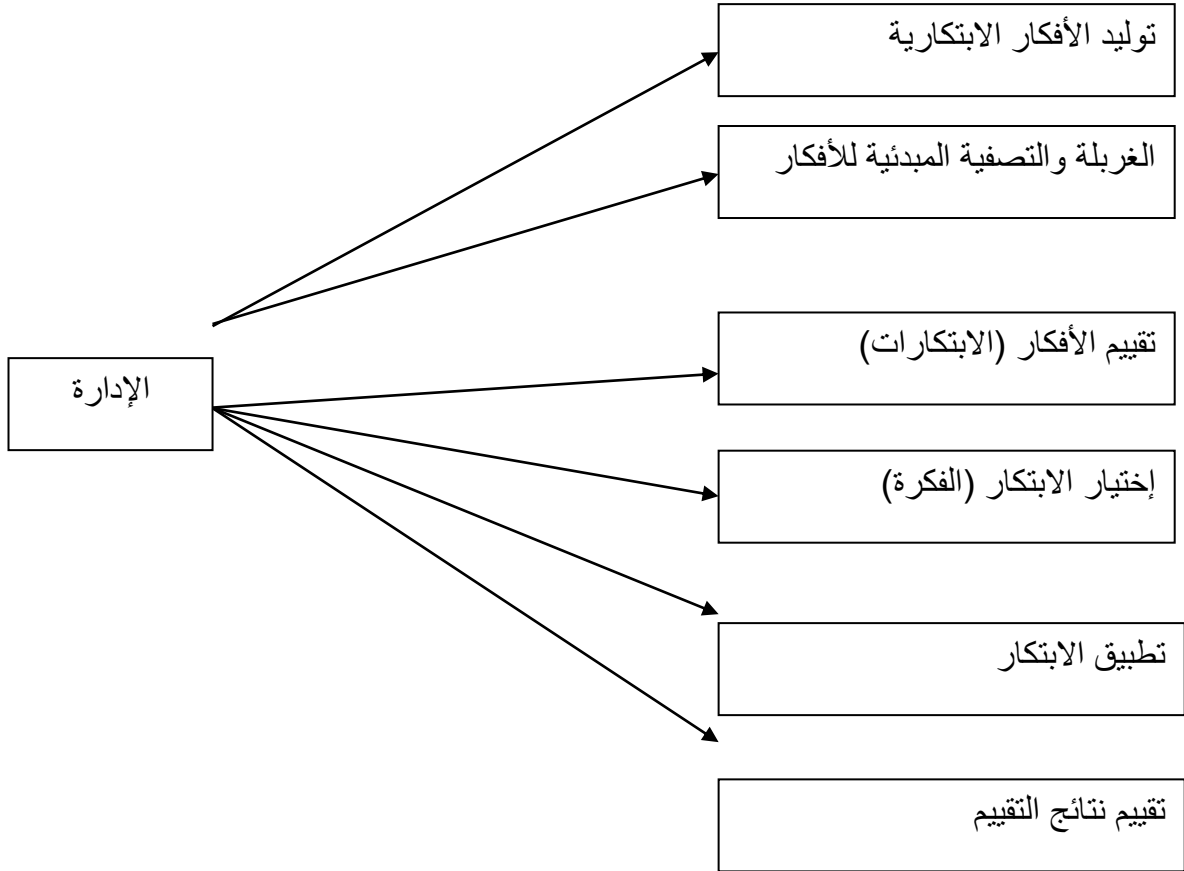 توليد الأفكار الابتكارية
الغربلة والتصفية المبدئية للأفكار
الإدارة
تقييم الأفكار (الابتكارات)
إختيار الابتكار (الفكرة)
تطبيق الابتكار
تقييم نتائج التقييم